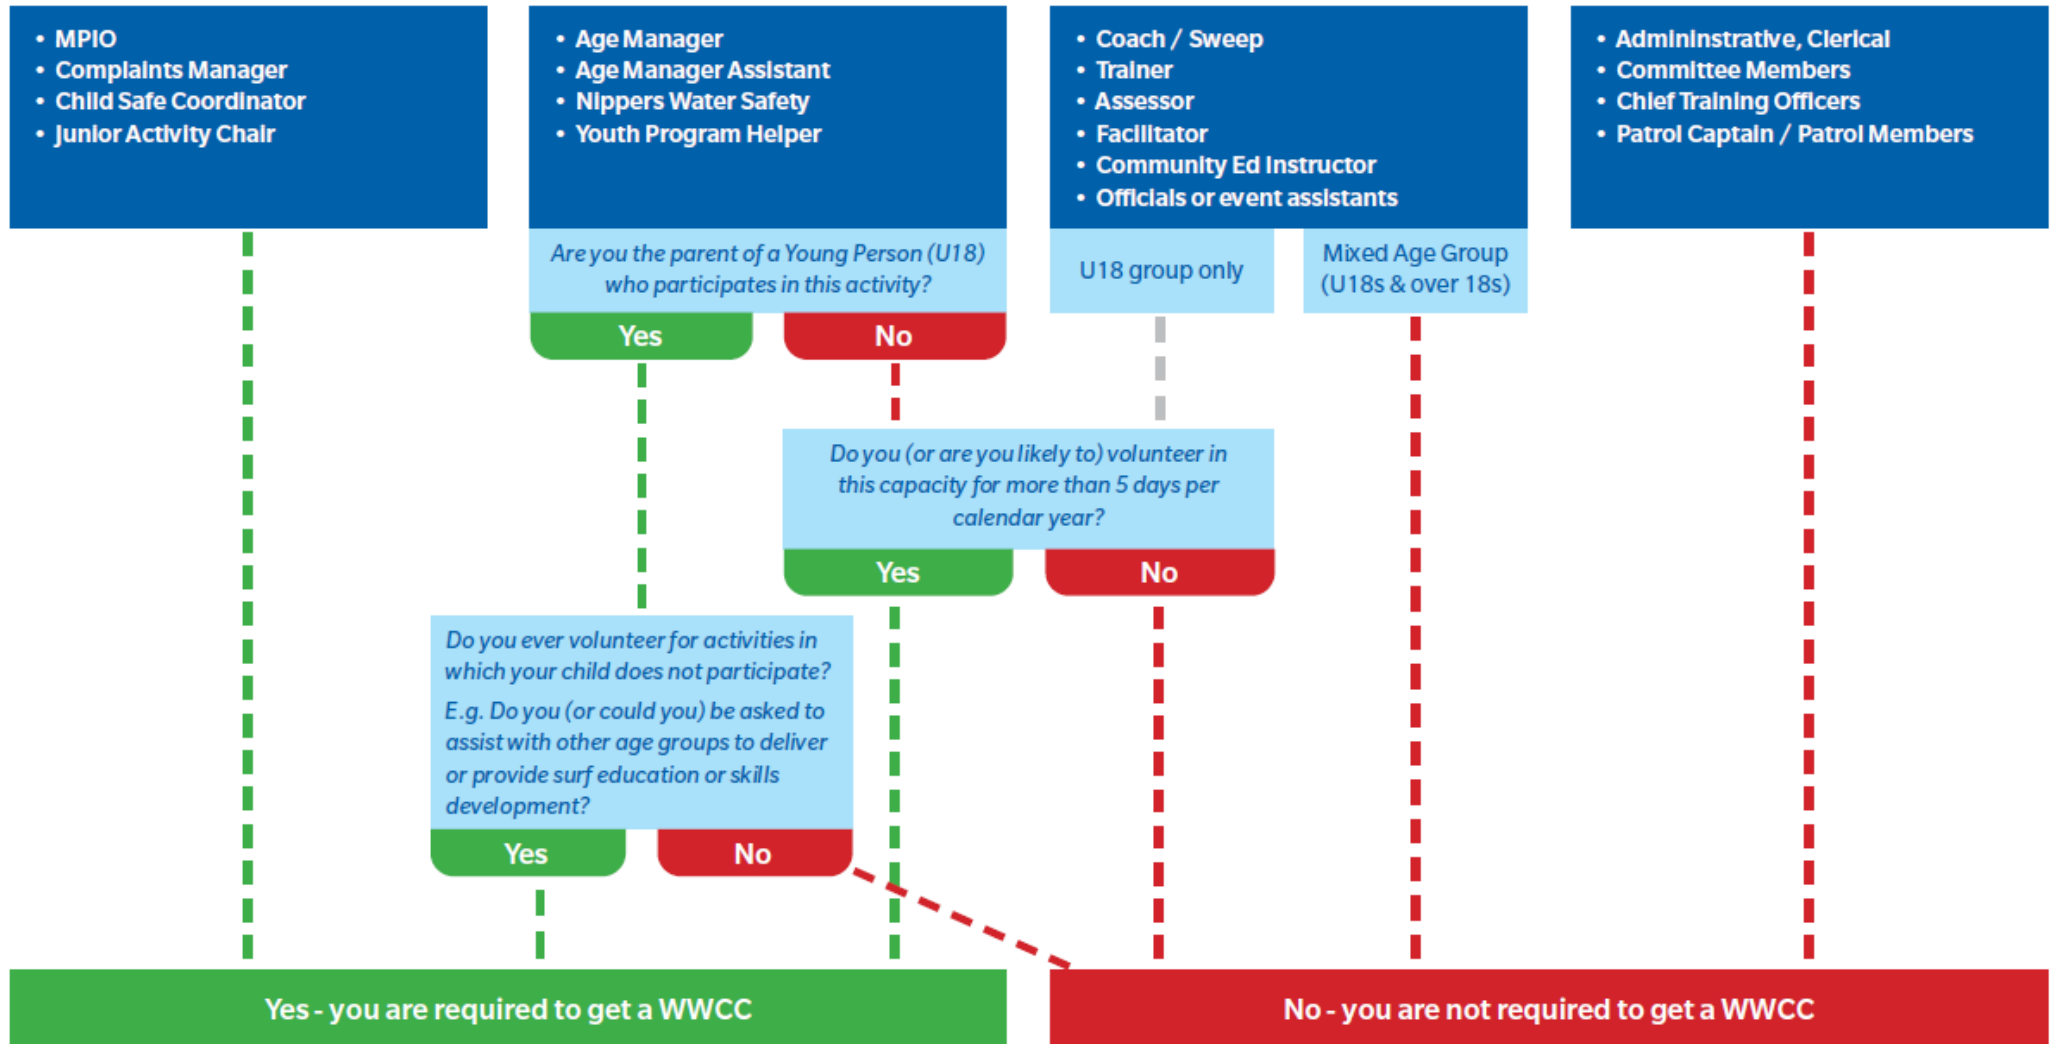 • MPIO
• Complaints Manager
• Child Safe Coordinator
• Junior Activity Chair
• Age Manager
• Age Manager Assistant
• Nippers Water Safety
• Youth Program Helper
• Coach / Sweep
• Trainer
• Assessor
• Facilitator
• Community Ed Instructor
• Officials or event assistants
• Admininstrative, Clerical
• Committee Members
• Chief Training Officers
• Patrol Captain / Patrol Members
Are you the parent of a Young Person (U18)
who participates in this activity?
Yes
No
U18 group only
Mixed Age Group
(U18s & over 18s)
Do you (or are you likely to) volunteer in
this capacity for more than 5 days per
calendar year?
Yes
No
Do you ever volunteer for activities in
which your child does not participate?
E.g. Do you (or could you) be asked to
assist with other age groups to deliver
or provide surf education or skills
development?
Yes
No
Yes - you are required to get a WWCC
No - you are not required to get a WWCC